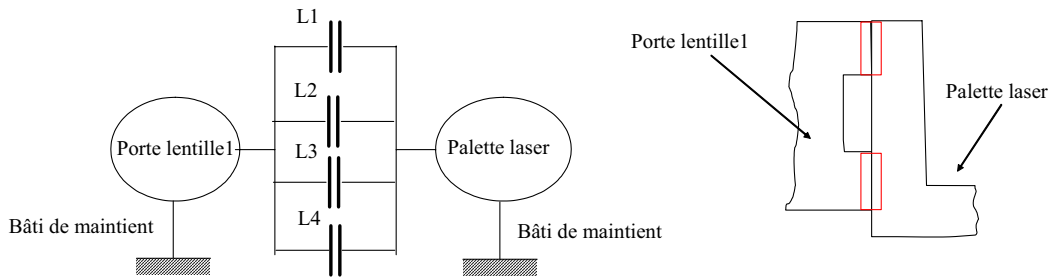 L1
L2
Porte lentille1
L3
Palette laser
L4
Bâti de maintient
Bâti de maintient
Porte lentille1
Palette laser